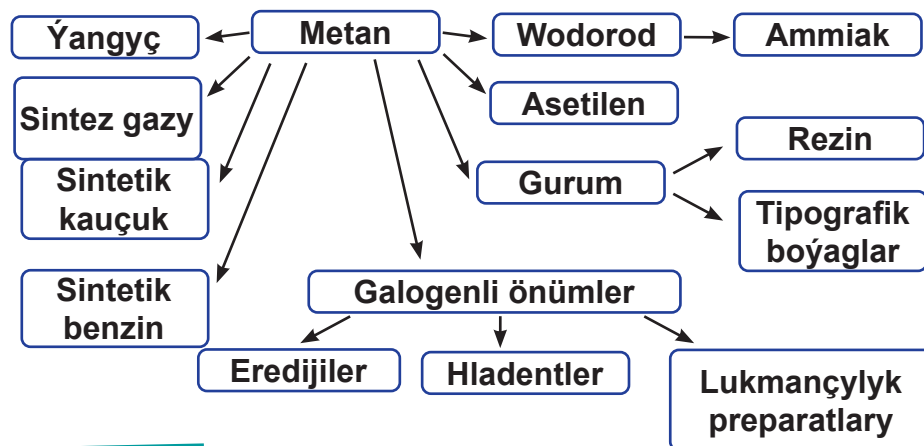 Ýangyç
Metan
Wodorod
Ammiak
Sintez gazy
Asetilen
Sintetik
kauçuk
Gurum
Rezin
Tipografik
boýaglar
Sintetik
benzin
Galogenli önümler
Eredijiler
Hladentler
Lukmançylyk
preparatlary